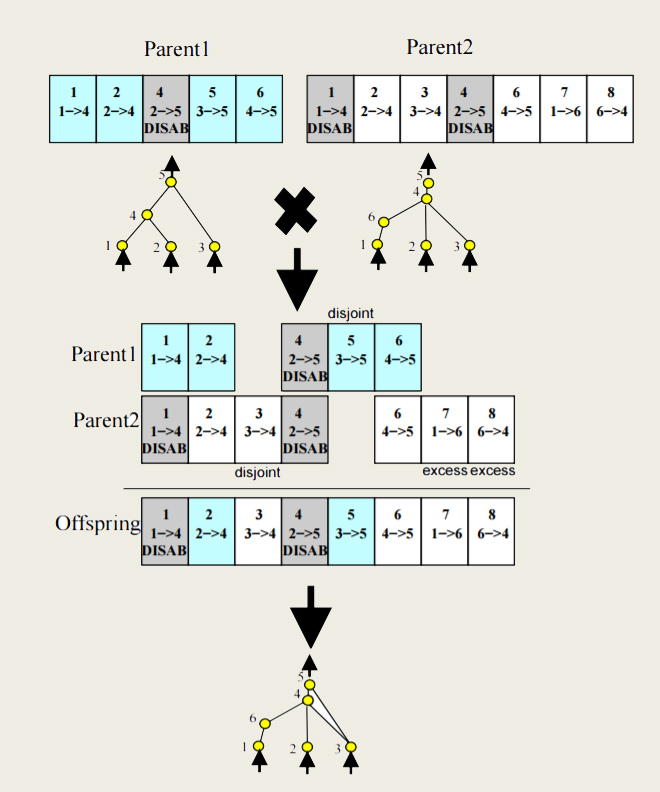 Parent1
Parent2
1 2 4 5 6
1->4 2->4 2->5 3->5 4->5
DISAB
1 2 3 4 6 7 8
1->4 2->4 3->4 2->5 4->5 1->6 6->4
DISAB DISAB
5
4
1 2 3
5
4
6
1 2 3
disjoint
Parent1
1 2 4 5 6
1->4 2->4 2->5 3->5 4->5
DISAB
Parent2
1 2 3 4 6 7 8
1->4 2->4 3->4 2->5 4->5 1->6 6->4
DISAB DISAB
disjoint excess excess
Offspring
1 2 3 4 5 6 7 8
1->4 2->4 3->4 2->5 3->5 4->5 1->6 6->4
DISAB DISAB
5
4
6
1 2 3